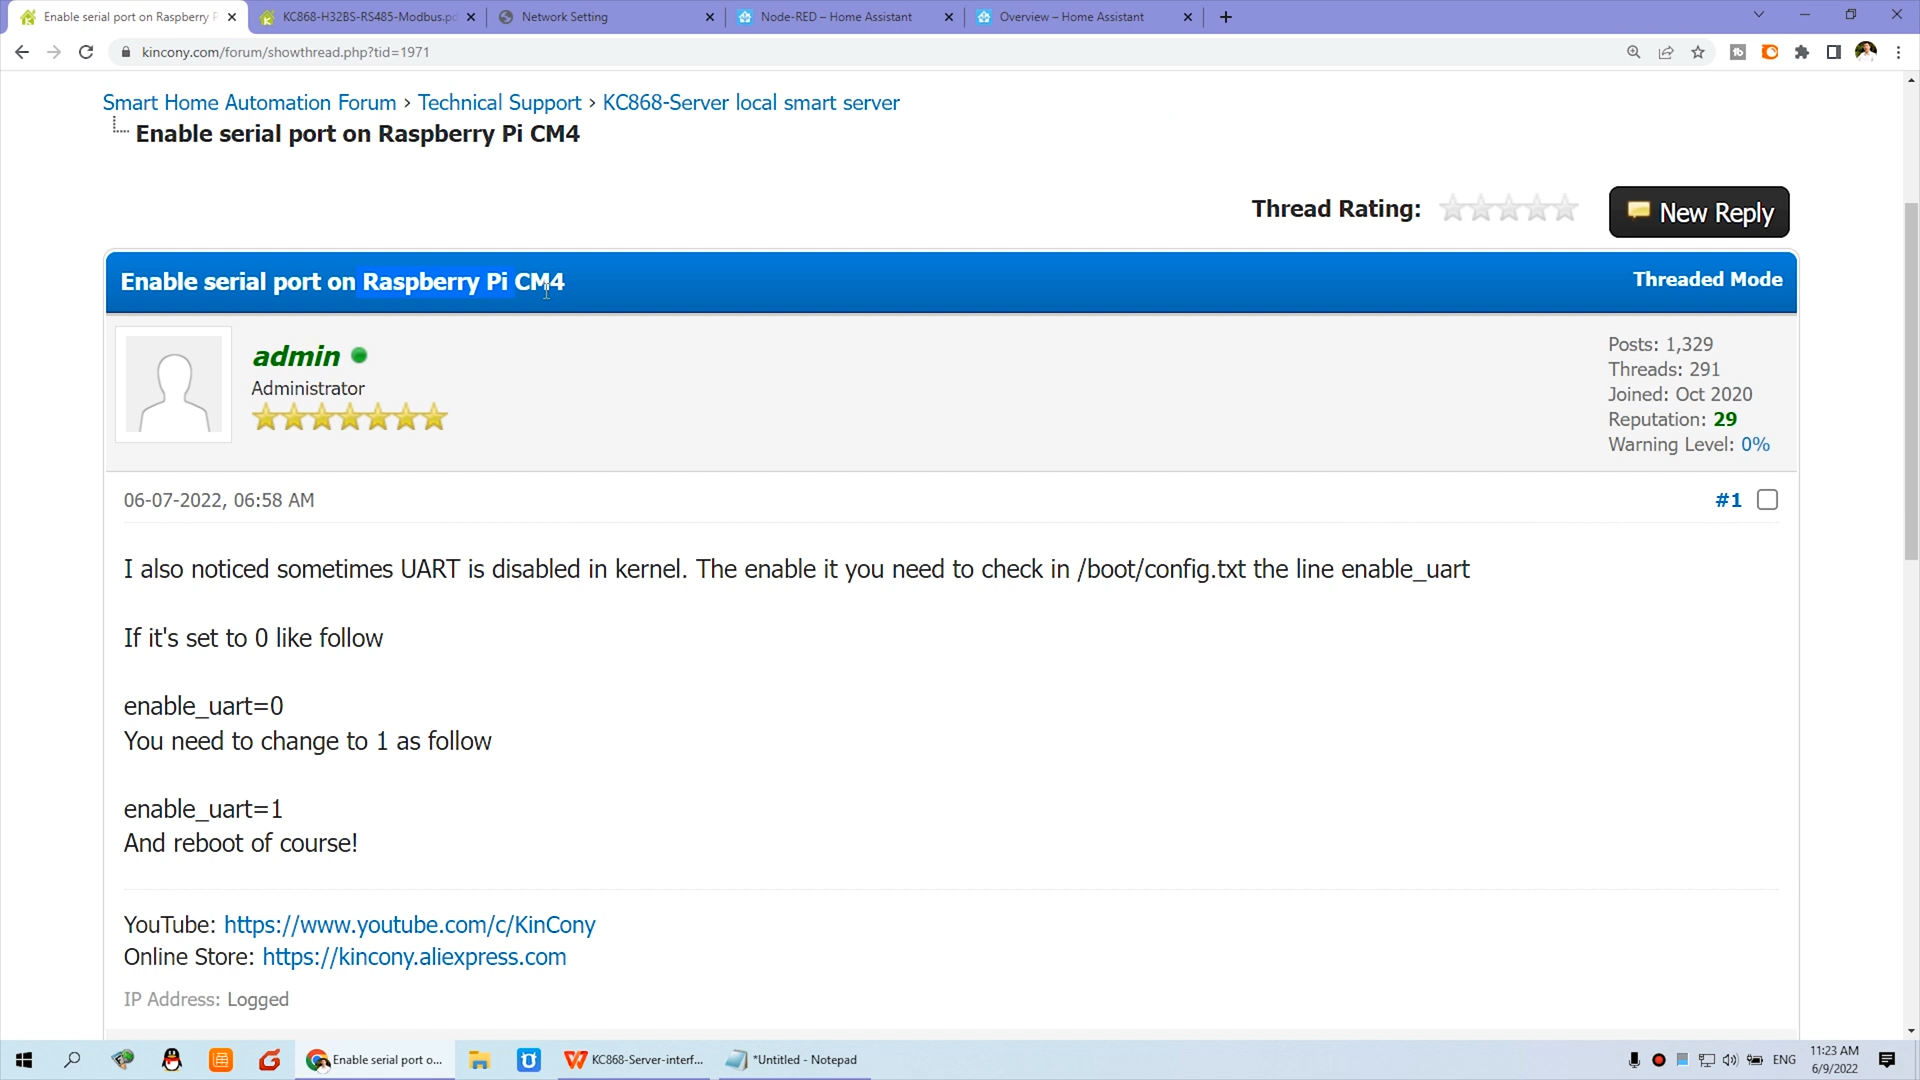 Enable serial port on Raspberry P
KC868-H32BS-RS485-Modbus.pd
Network Setting
Node-RED – Home Assistant
Overview – Home Assistant
kincony.com/forum/showthread.php?tid=1971
Smart Home Automation Forum › Technical Support › KC868-Server local smart server
Enable serial port on Raspberry Pi CM4
Thread Rating:
New Reply
Enable serial port on Raspberry Pi CM4
Threaded Mode
admin
Administrator
Posts: 1,329
Threads: 291
Joined: Oct 2020
Reputation: 29
Warning Level: 0%
06-07-2022, 06:58 AM
#1
I also noticed sometimes UART is disabled in kernel. The enable it you need to check in /boot/config.txt the line enable_uart
If it's set to 0 like follow
enable_uart=0
You need to change to 1 as follow
enable_uart=1
And reboot of course!
YouTube: https://www.youtube.com/c/KinCony
Online Store: https://kincony.aliexpress.com
IP Address: Logged
Enable serial port o...
KC868-Server-interf...
*Untitled - Notepad
ENG
11:23 AM
6/9/2022